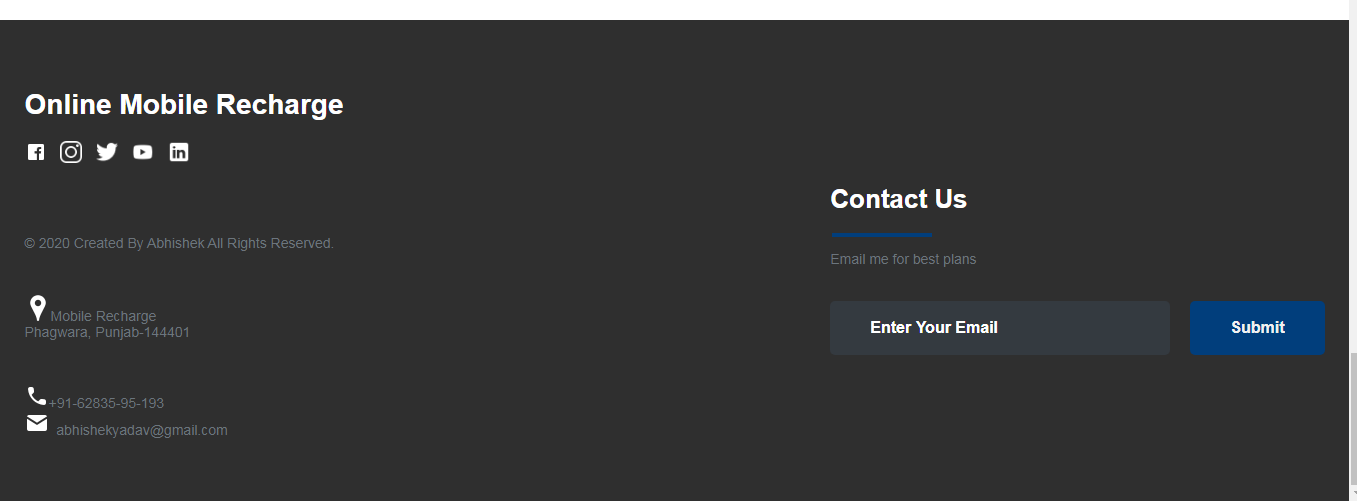 Online Mobile Recharge
© 2020 Created By Abhishek All Rights Reserved.
Mobile Recharge
Phagwara, Punjab-144401
+91-62835-95-193
abhishekyadav@gmail.com
Contact Us
Email me for best plans
Enter Your Email
Submit